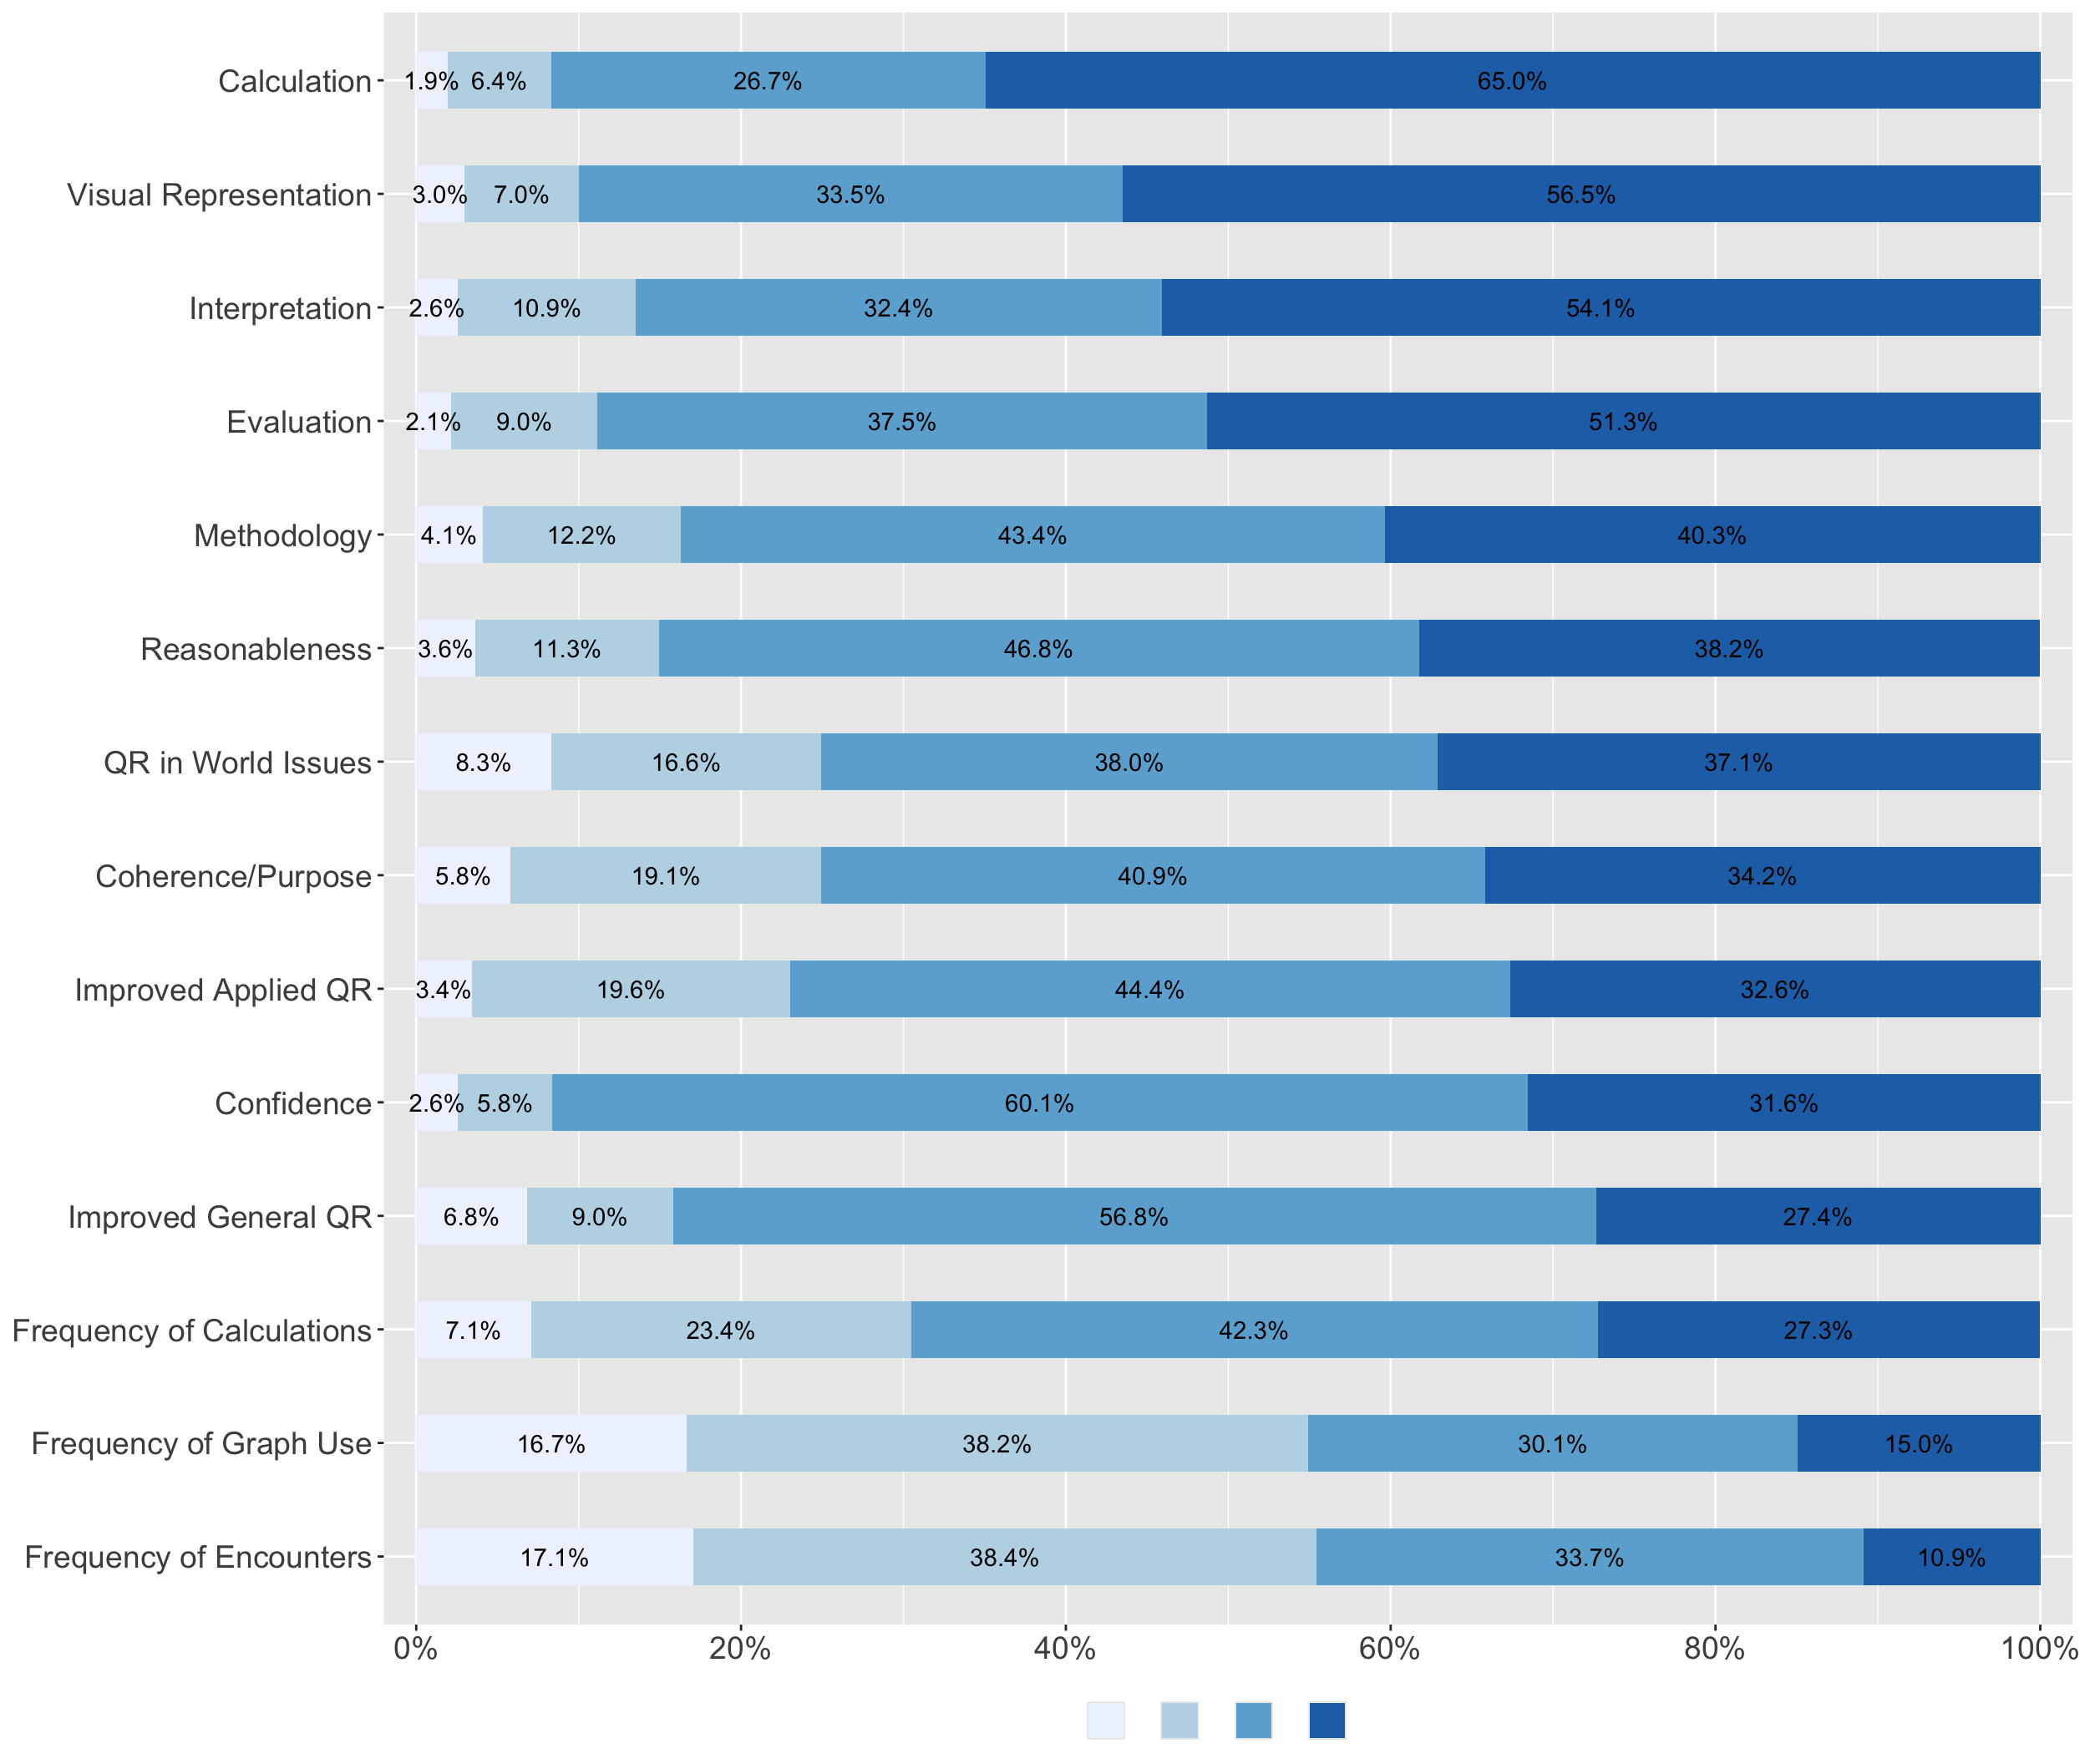 Calculation 1.9% 6.4% 26.7% 65.0%
Visual Representation 3.0% 7.0% 33.5% 56.5%
Interpretation 2.6% 10.9% 32.4% 54.1%
Evaluation 2.1% 9.0% 37.5% 51.3%
Methodology 4.1% 12.2% 43.4% 40.3%
Reasonableness 3.6% 11.3% 46.8% 38.2%
QR in World Issues 8.3% 16.6% 38.0% 37.1%
Coherence/Purpose 5.8% 19.1% 40.9% 34.2%
Improved Applied QR 3.4% 19.6% 44.4% 32.6%
Confidence 2.6% 5.8% 60.1% 31.6%
Improved General QR 6.8% 9.0% 56.8% 27.4%
Frequency of Calculations 7.1% 23.4% 42.3% 27.3%
Frequency of Graph Use 16.7% 38.2% 30.1% 15.0%
Frequency of Encounters 17.1% 38.4% 33.7% 10.9%
0% 20% 40% 60% 80% 100%